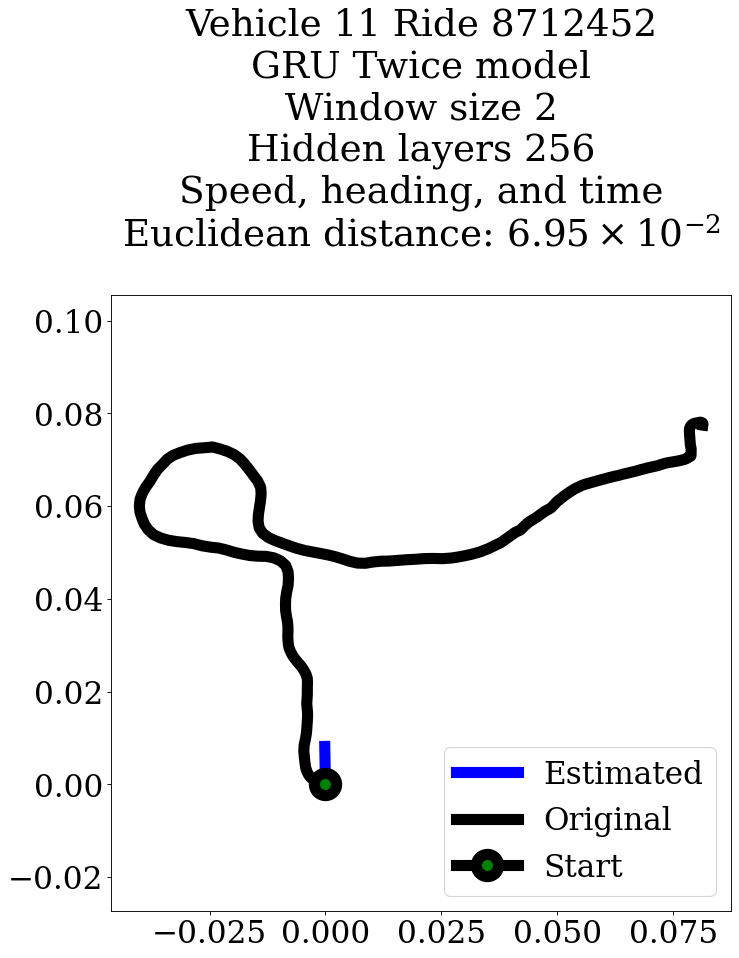 Vehicle 11 Ride 8712452
GRU Twice model
Window size 2
Hidden layers 256
Speed, heading, and time
Euclidean distance: 6.95 × 10⁻²
0.10
0.08
0.06
0.04
0.02
0.00
−0.02
Estimated
Original
Start
−0.025 0.000 0.025 0.050 0.075